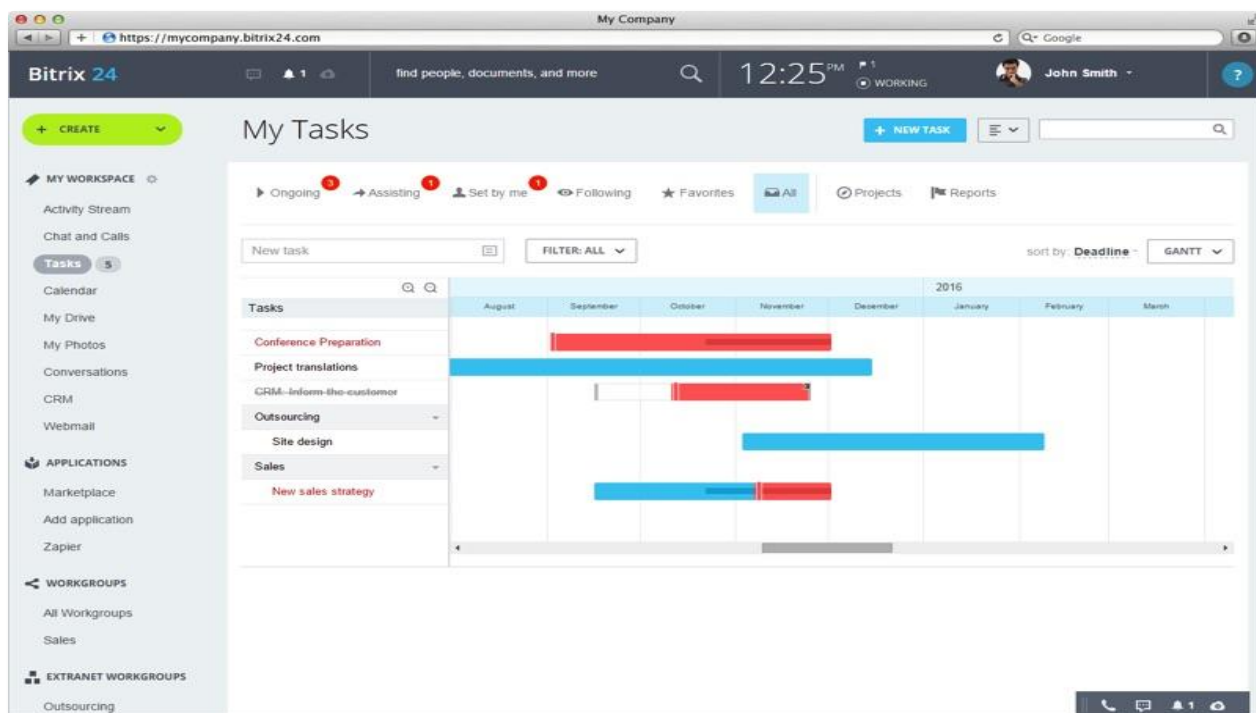 My Company
https://mycompany.bitrix24.com
Google
Bitrix 24
1
find people, documents, and more
12:25 PM
1
WORKING
John Smith
?
+ CREATE
My Tasks
+ NEW TASK
MY WORKSPACE
Activity Stream
Chat and Calls
Tasks 5
Calendar
My Drive
My Photos
Conversations
CRM
Webmail
APPLICATIONS
Marketplace
Add application
Zapier
WORKGROUPS
All Workgroups
Sales
EXTRANET WORKGROUPS
Outsourcing
Ongoing 3 Assisting 1 Set by me 1 Following Favorites All Projects Reports
New task
FILTER: ALL
sort by: Deadline
GANTT
2016
Tasks
August September October November December January February March
Conference Preparation
Project translations
CRM: Inform the customer
Outsourcing
Site design
Sales
New sales strategy
1